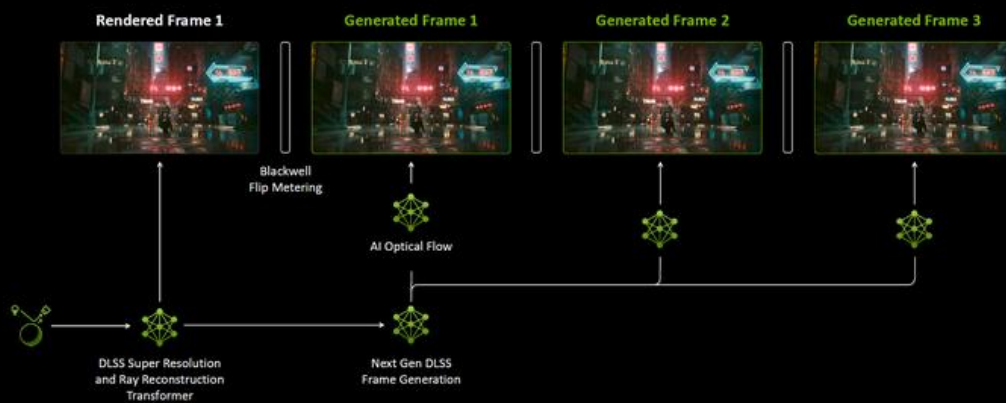 Rendered Frame 1
Generated Frame 1
Generated Frame 2
Generated Frame 3
Blackwell
Flip Metering
AI Optical Flow
DLSS Super Resolution
and Ray Reconstruction
Transformer
Next Gen DLSS
Frame Generation